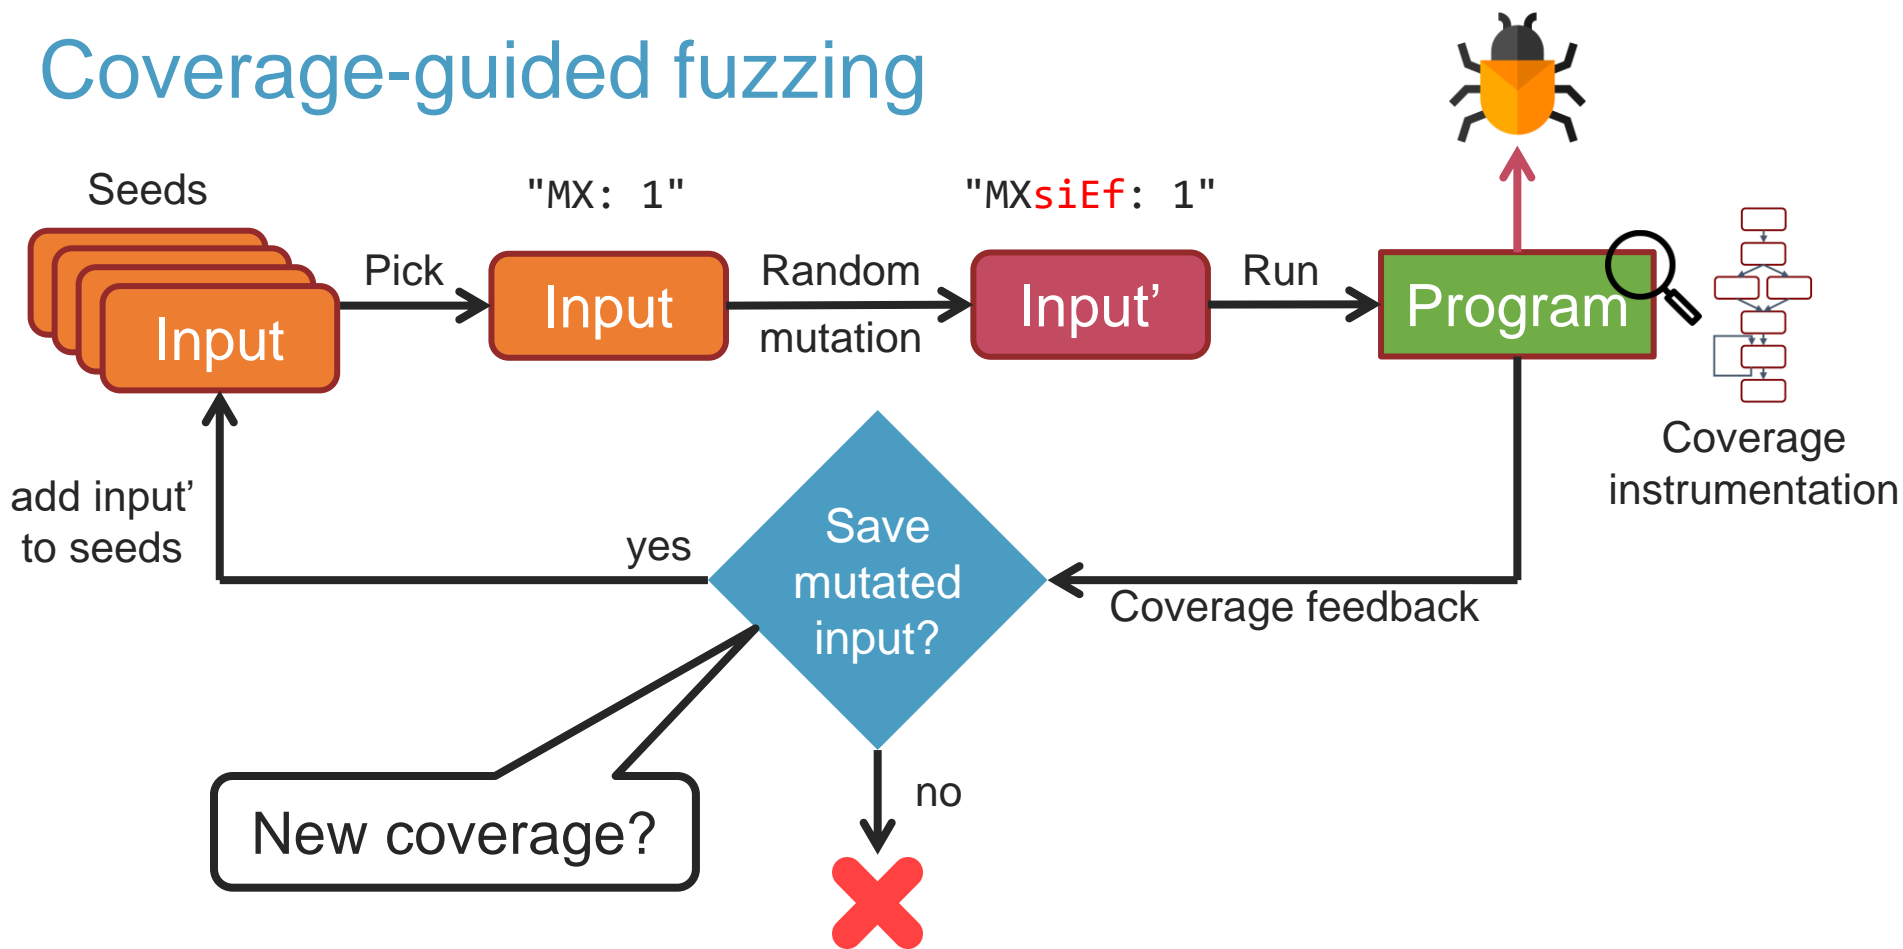 Coverage-guided fuzzing
Seeds
Input
Pick
"MX: 1"
Input
Random
mutation
"MXsiEf: 1"
Input’
Run
Program
Coverage
instrumentation
Coverage feedback
Save
mutated
input?
yes
add input’
to seeds
New coverage?
no